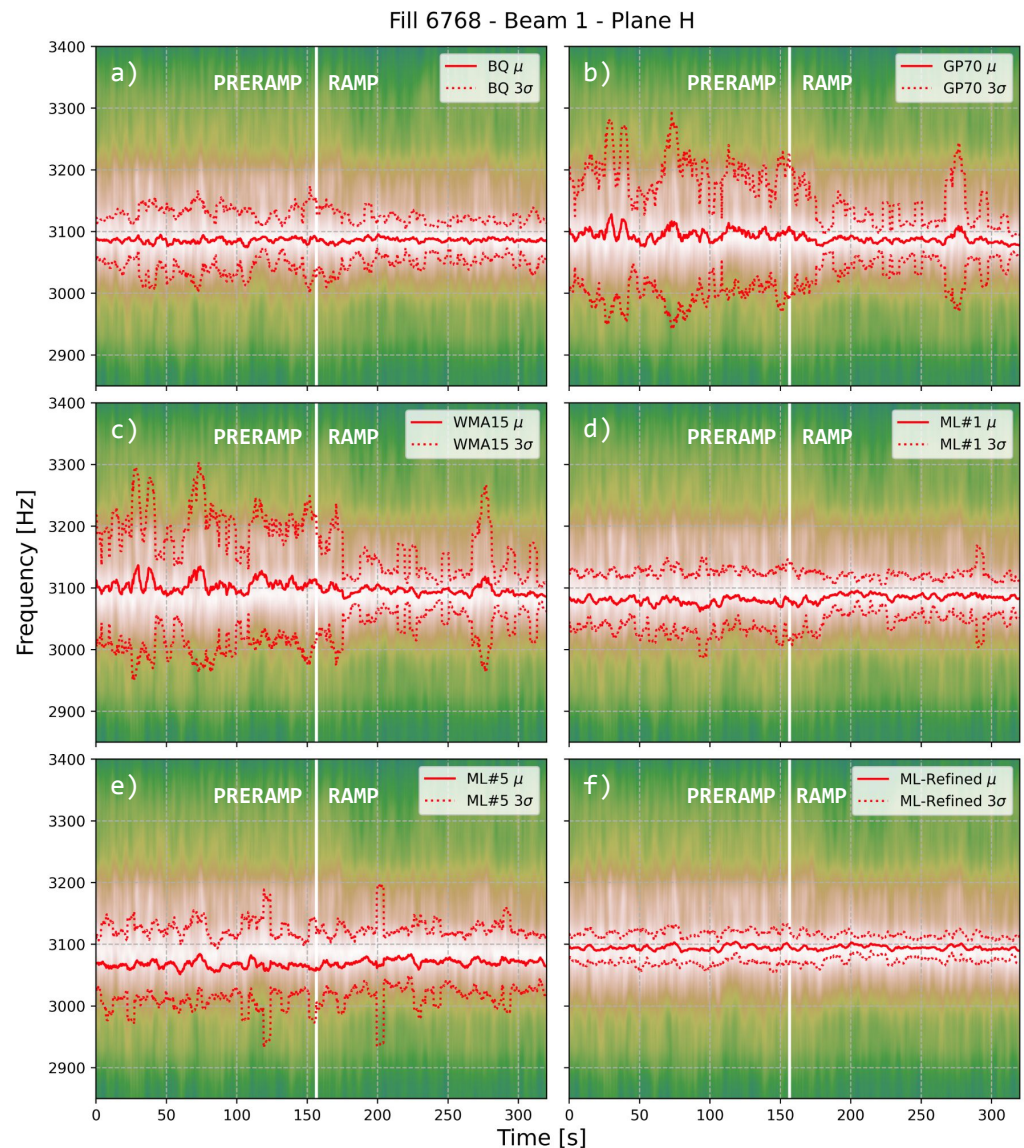 Fill 6768 - Beam 1 - Plane H
a)
PRERAMP
RAMP
BQ μ
BQ 3σ
3400
3300
3200
3100
3000
2900
b)
PRERAMP
RAMP
GP70 μ
GP70 3σ
c)
PRERAMP
RAMP
WMA15 μ
WMA15 3σ
3400
3300
3200
3100
3000
2900
d)
PRERAMP
RAMP
ML#1 μ
ML#1 3σ
Frequency [Hz]
e)
PRERAMP
RAMP
ML#5 μ
ML#5 3σ
3400
3300
3200
3100
3000
2900
0
50
100
150
200
250
300
f)
PRERAMP
RAMP
ML-Refined μ
ML-Refined 3σ
0
50
100
150
200
250
300
Time [s]